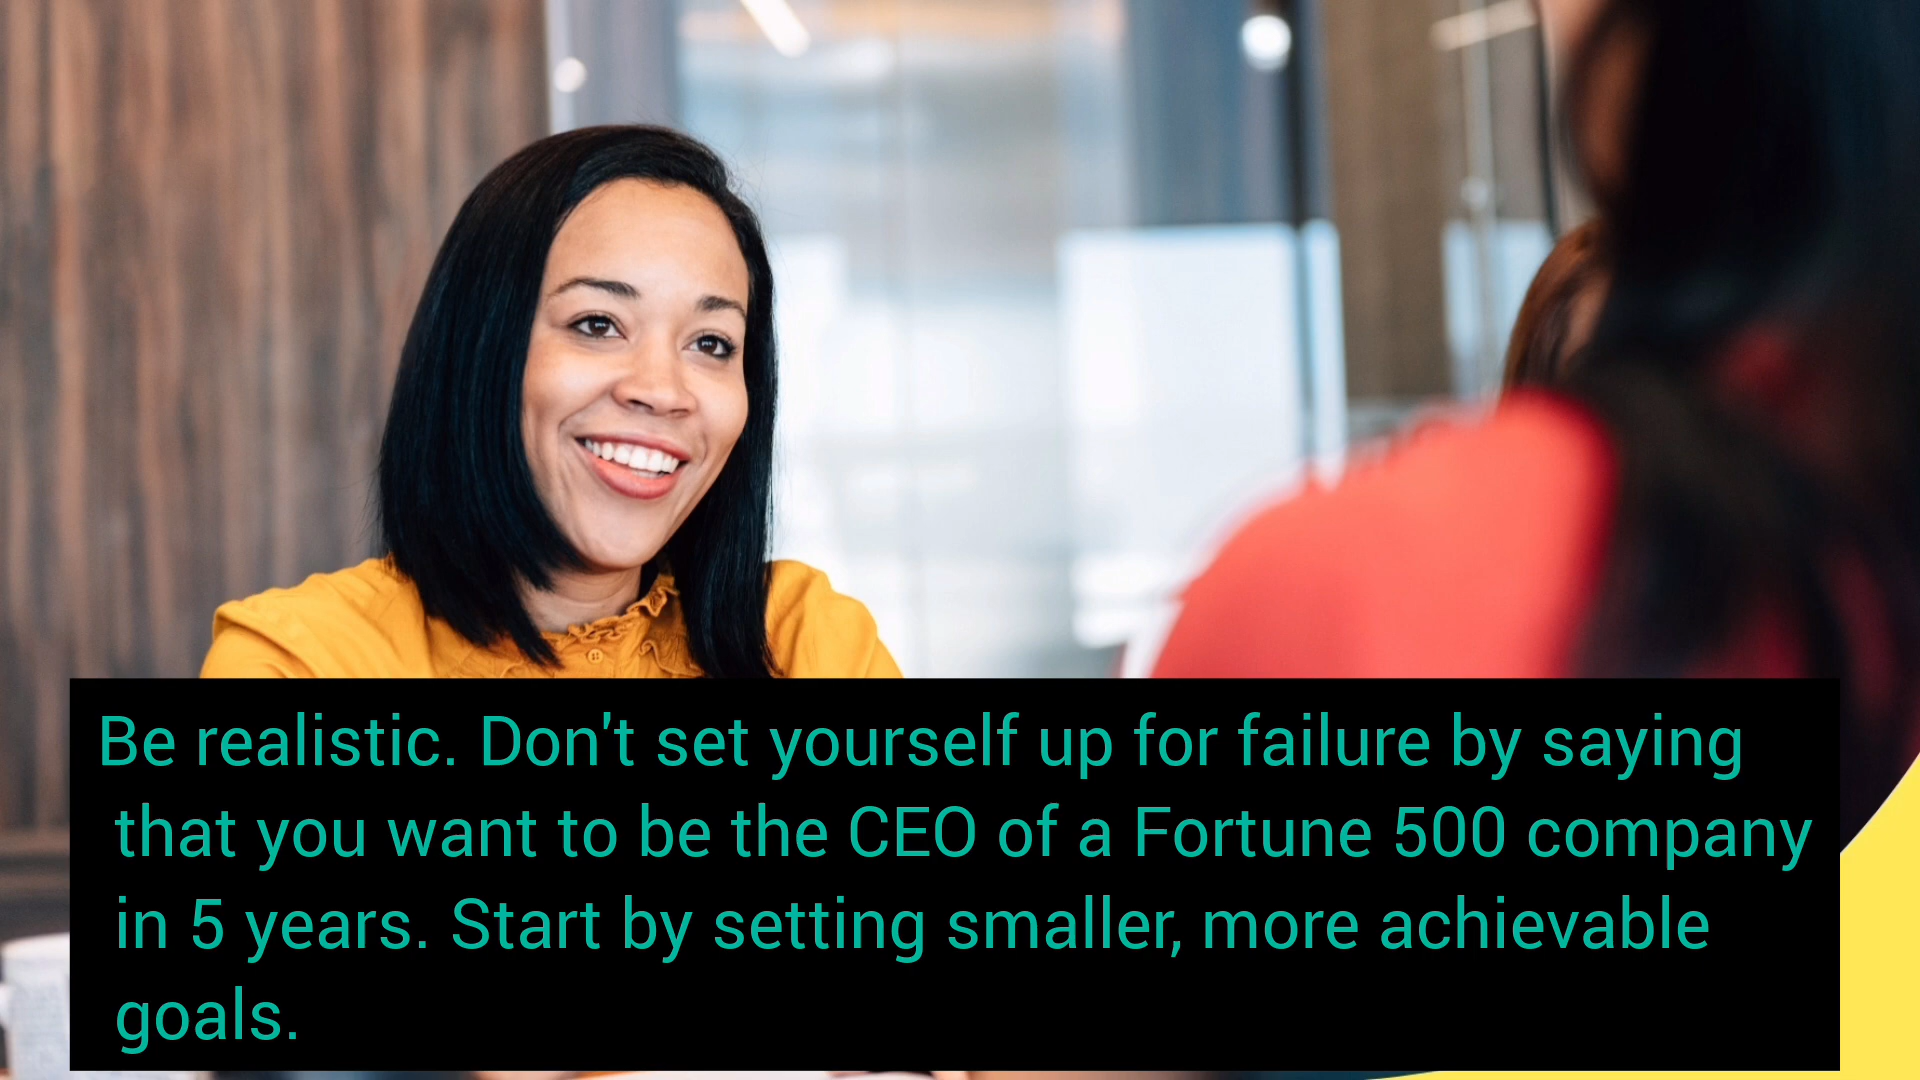 Be realistic. Don't set yourself up for failure by saying
that you want to be the CEO of a Fortune 500 company
in 5 years. Start by setting smaller, more achievable
goals.